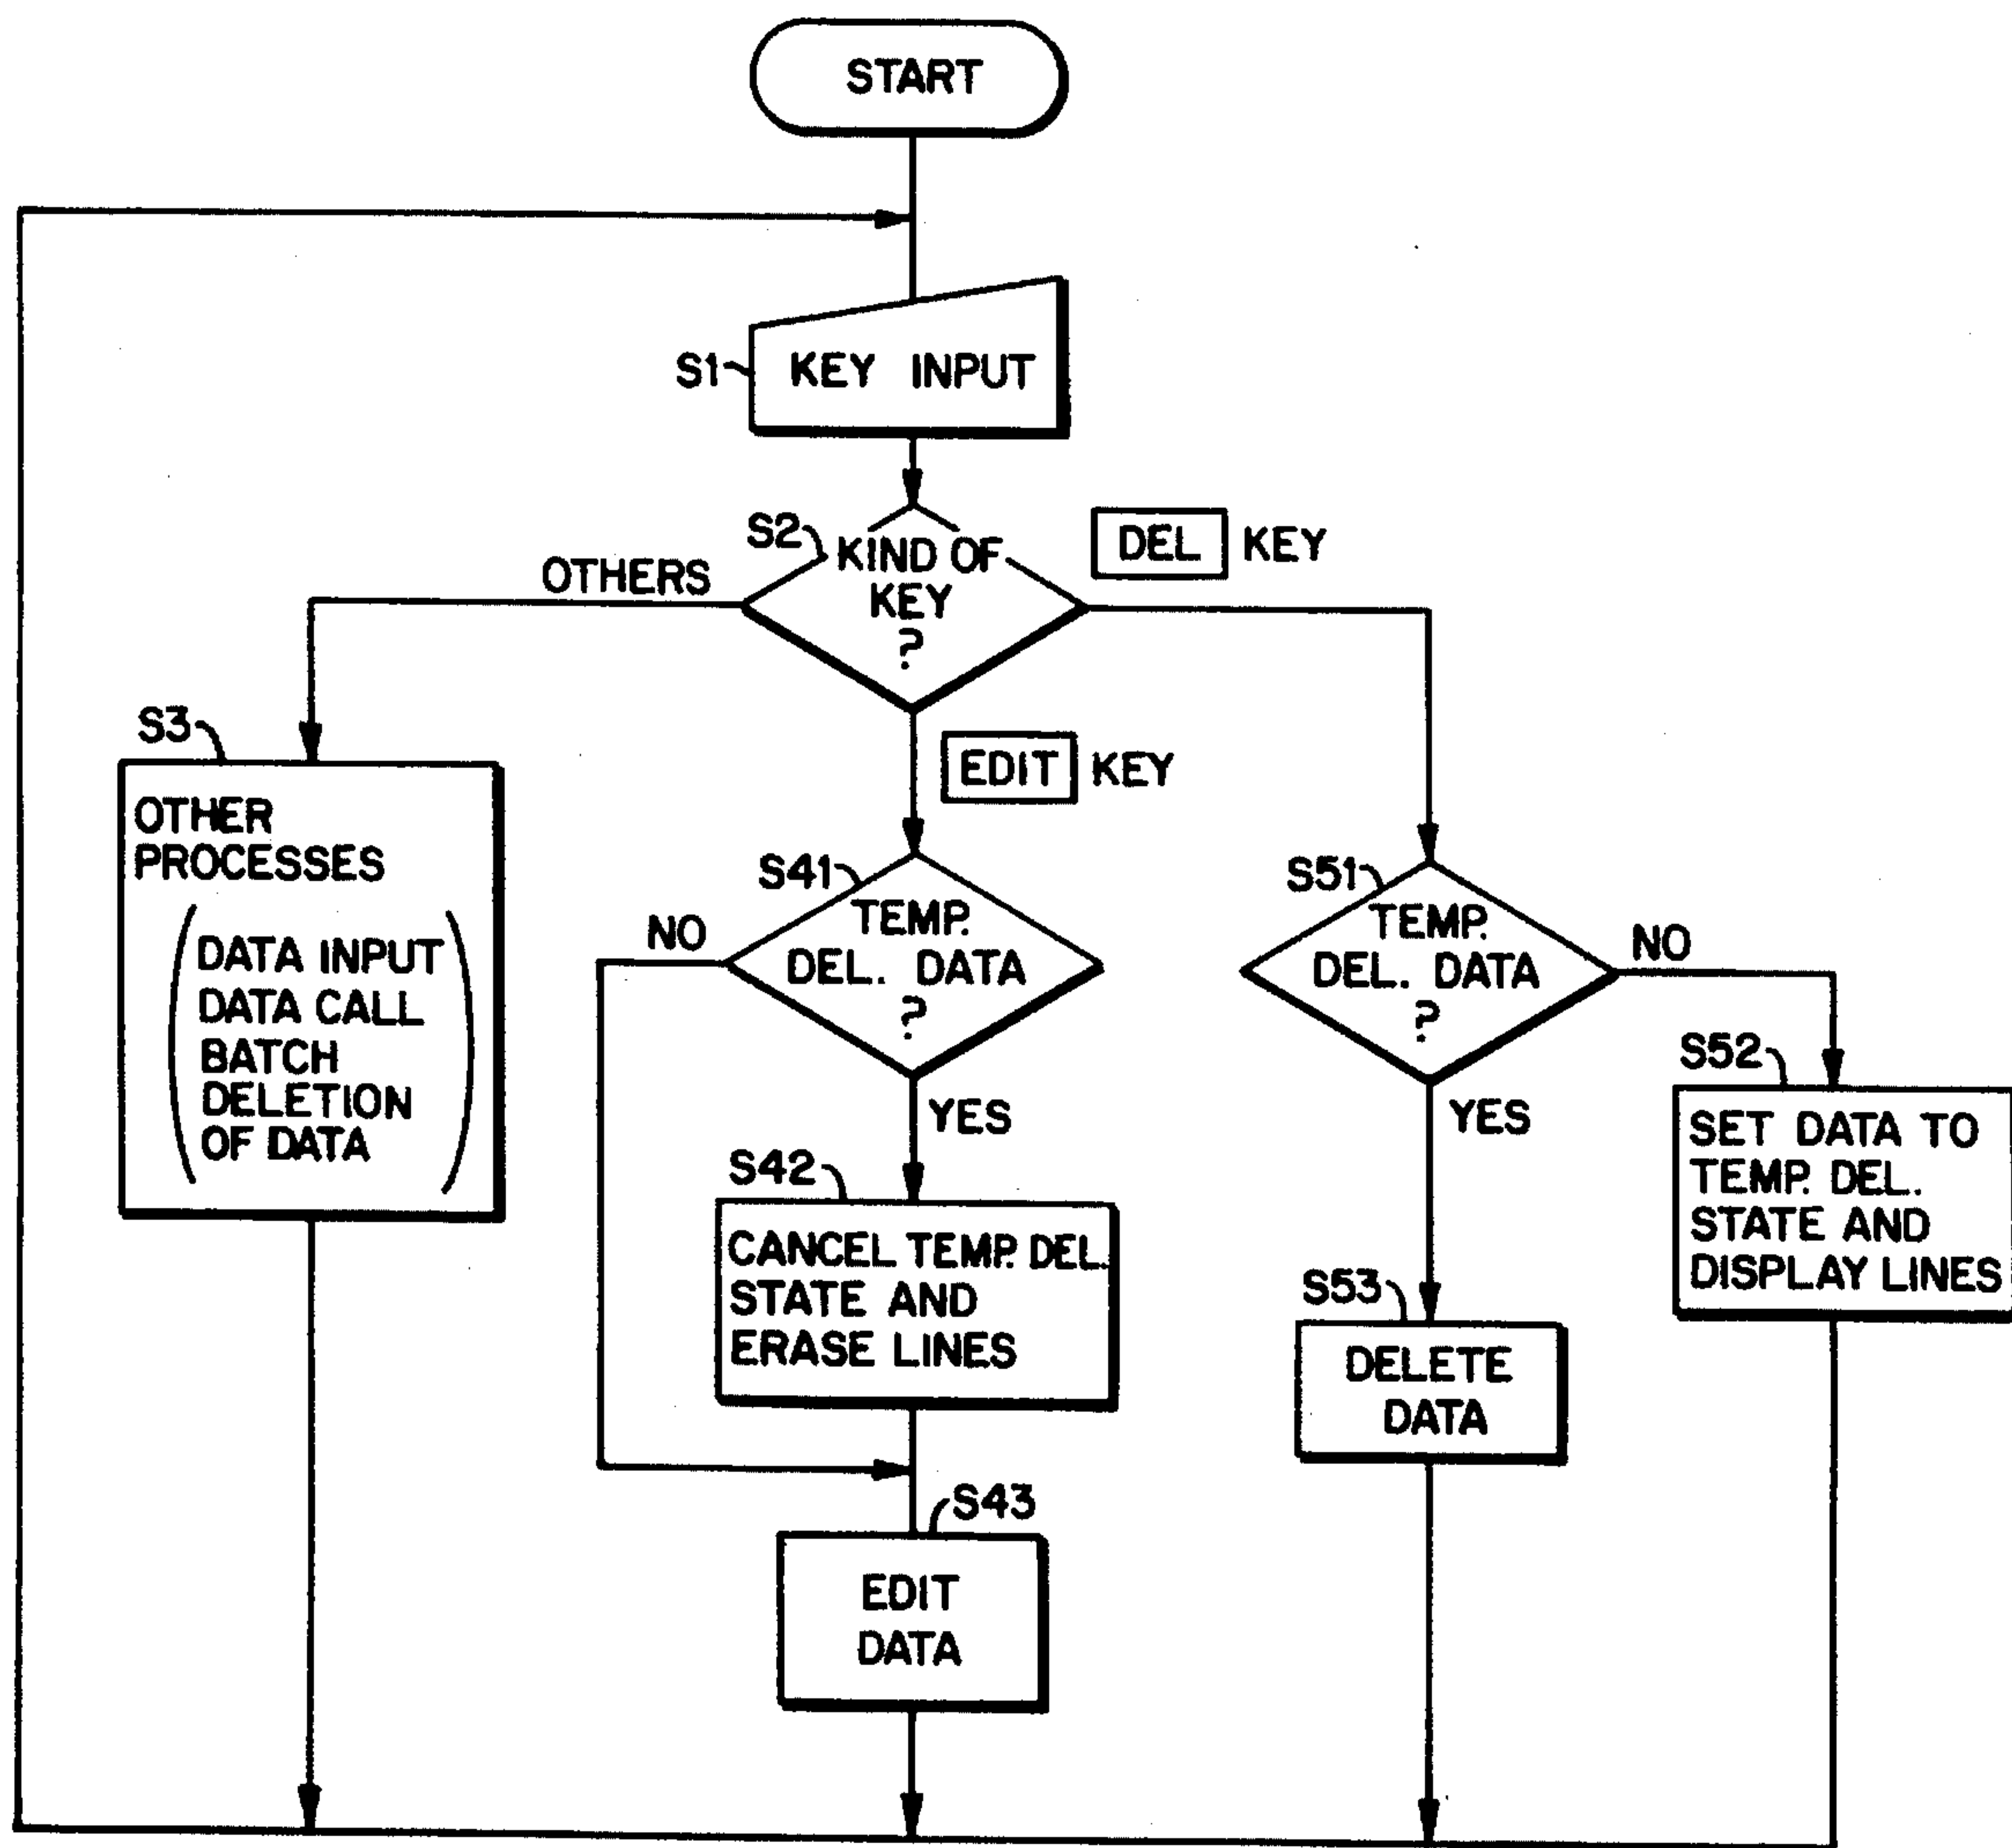 START
S1
KEY INPUT
S2
KIND OF
KEY
?
OTHERS
DEL KEY
EDIT KEY
S3
OTHER
PROCESSES
(DATA INPUT
DATA CALL
BATCH
DELETION
OF DATA)
S41
TEMP.
DEL. DATA
?
NO
YES
S42
CANCEL TEMP. DEL.
STATE AND
ERASE LINES
S43
EDIT
DATA
S51
TEMP.
DEL. DATA
?
NO
YES
S52
SET DATA TO
TEMP. DEL.
STATE AND
DISPLAY LINES
S53
DELETE
DATA